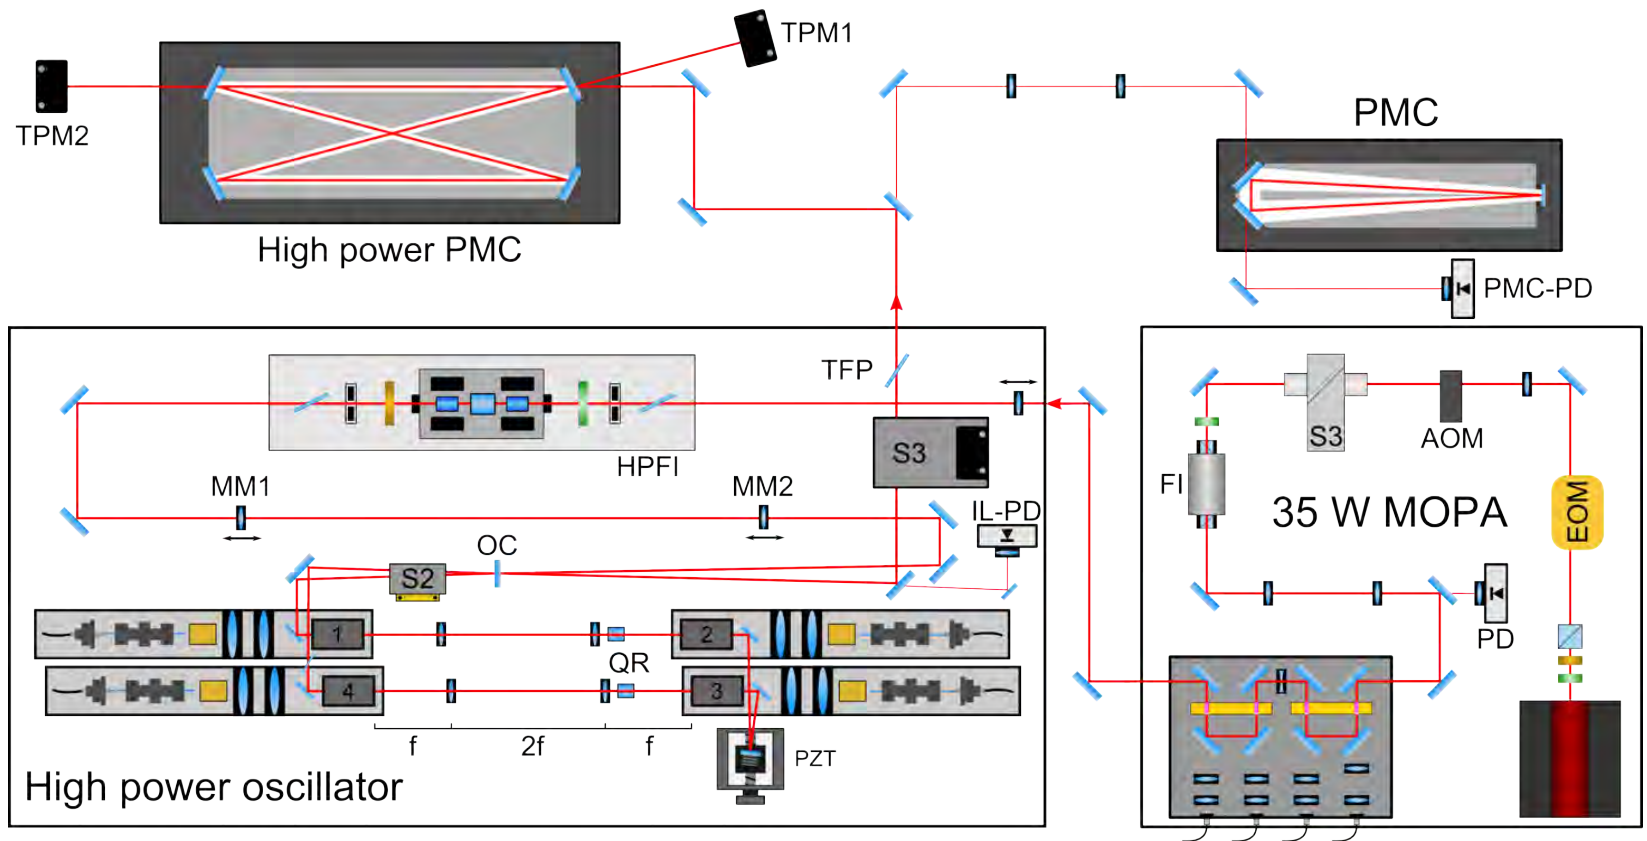 TPM1
TPM2
High power PMC
PMC
PMC-PD
TFP
HPFI
S3
MM1
MM2
IL-PD
OC
S2
1
2
QR
4
3
f
2f
f
PZT
High power oscillator
S3
AOM
FI
35 W MOPA
EOM
PD